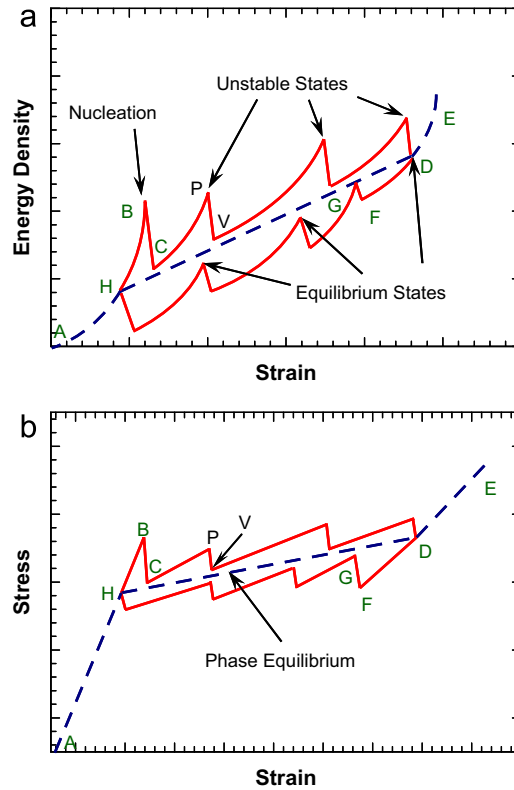 a
Energy Density
Unstable States
Nucleation
E
P
B
D
V
G
F
C
H
Equilibrium States
A
Strain
b
Stress
E
B
P
V
C
D
H
G
F
Phase Equilibrium
A
Strain